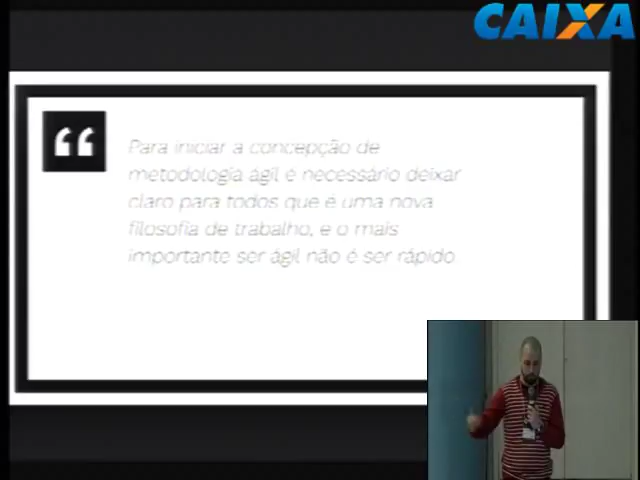 CAIXA
“
Para iniciar a concepção de
metodologia ágil é necessário deixar
claro para todos que é uma nova
filosofia de trabalho, e o mais
importante ser ágil não é ser rápido